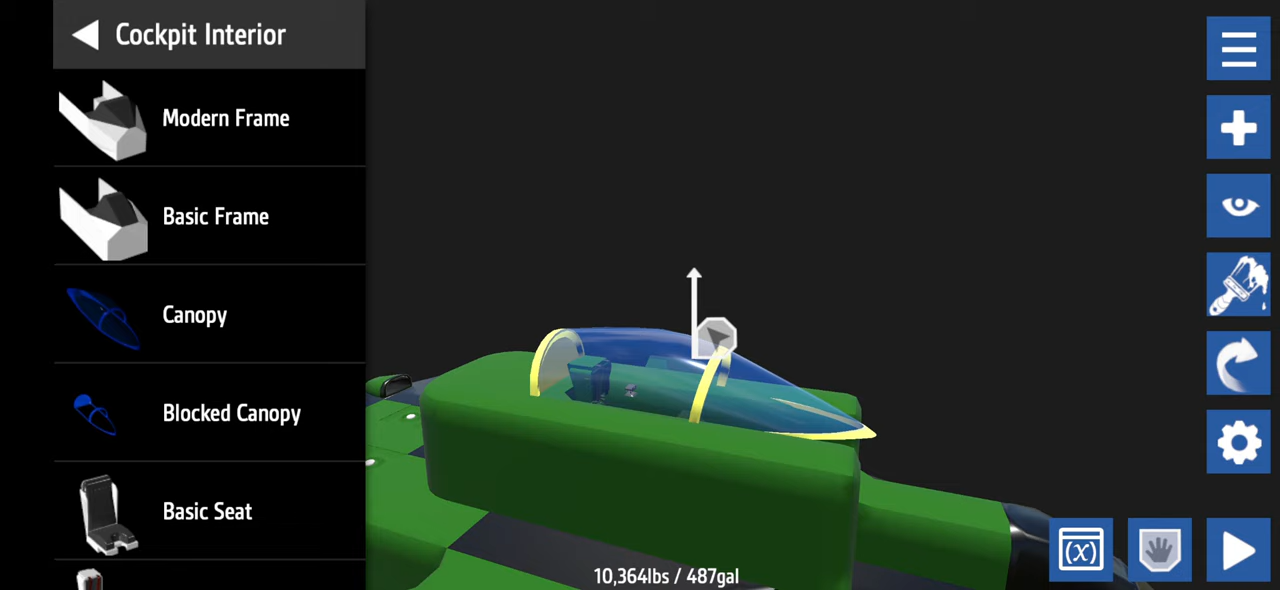 Cockpit Interior
Modern Frame
Basic Frame
Canopy
Blocked Canopy
Basic Seat
(x)
10,364lbs / 487gal